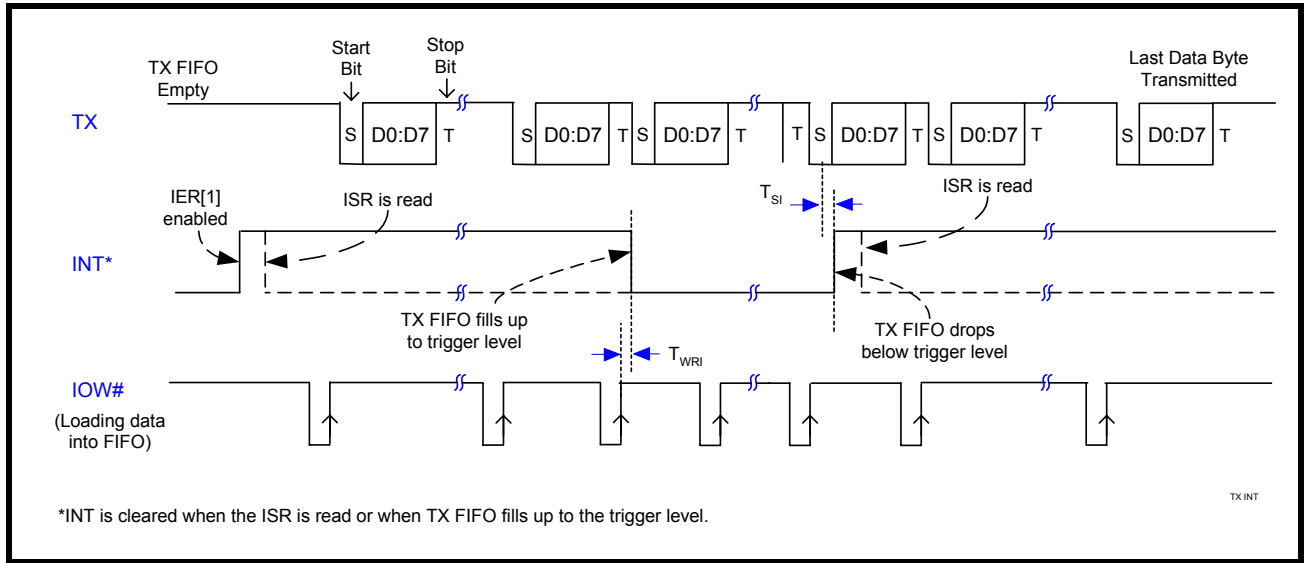 TX FIFO
Empty
Start
Bit
Stop
Bit
Last Data Byte
Transmitted
TX
S D0:D7 T S D0:D7 T S D0:D7 T T S D0:D7 T S D0:D7 T S D0:D7 T
IER[1]
enabled
ISR is read
TSI
ISR is read
INT*
TX FIFO fills up
to trigger level
TX FIFO drops
below trigger level
TWRI
IOW#
(Loading data
into FIFO)
TX INT
*INT is cleared when the ISR is read or when TX FIFO fills up to the trigger level.